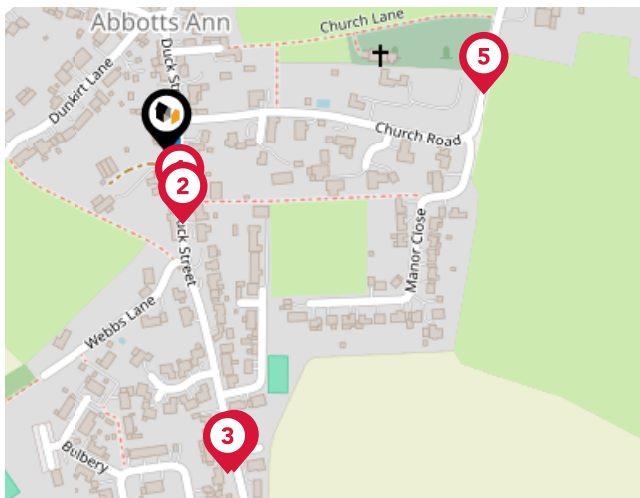 Church Lane
Abbotts Ann
Duck St
5
Dunkirt Lane
Church Road
2
uck Street
Manor Close
Webbs Lane
3
Bulbery